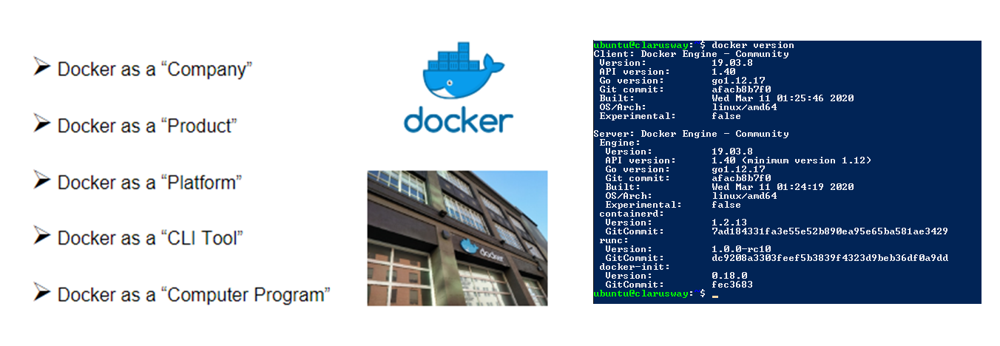 Docker as a “Company”
Docker as a “Product”
Docker as a “Platform”
Docker as a “CLI Tool”
Docker as a “Computer Program”
docker
docker
ubuntu@clarusway:~$ docker version
Client: Docker Engine - Community
Version: 19.03.8
API version: 1.40
Go version: go1.12.17
Git commit: afacb8b7f0
Built: Wed Mar 11 01:25:46 2020
OS/Arch: linux/amd64
Experimental: false
Server: Docker Engine - Community
Engine:
Version: 19.03.8
API version: 1.40 (minimum version 1.12)
Go version: go1.12.17
Git commit: afacb8b7f0
Built: Wed Mar 11 01:24:19 2020
OS/Arch: linux/amd64
Experimental: false
containerd:
Version: 1.2.13
GitCommit: 7ad184331fa3e55e52b890ea95e65ba581ae3429
runc:
Version: 1.0.0-rc10
GitCommit: dc9208a3303feef5b3839f4323d9beb36df0a9dd
docker-init:
Version: 0.18.0
GitCommit: fec3683
ubuntu@clarusway:~$